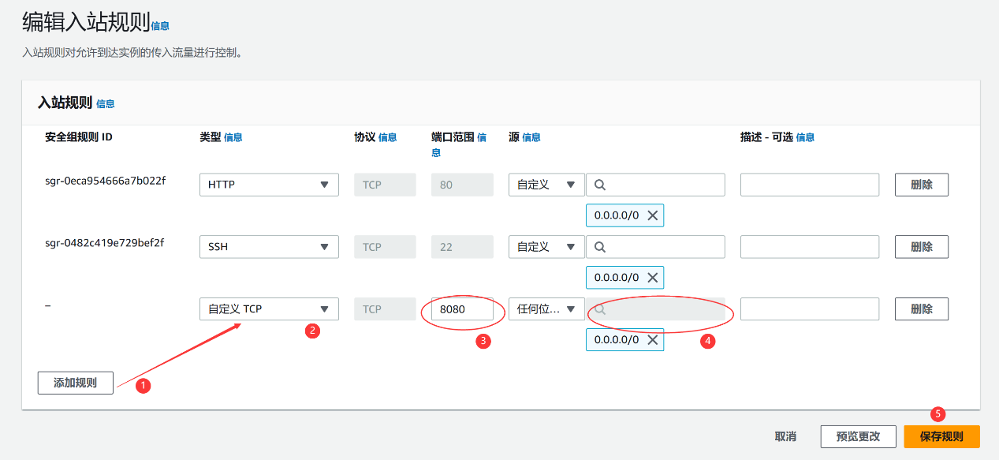 编辑入站规则信息
入站规则对允许到达实例的传入流量进行控制。
入站规则 信息
安全组规则 ID 类型 信息 协议 信息 端口范围 信息 源 信息 描述 - 可选 信息
sgr-0eca954666a7b022f HTTP TCP 80 自定义 删除
0.0.0.0/0
sgr-0482c419e729bef2f SSH TCP 22 自定义 删除
0.0.0.0/0
– 自定义 TCP TCP 8080 任何位... 删除
2 3 0.0.0.0/0 4
添加规则 1
5
取消 预览更改 保存规则